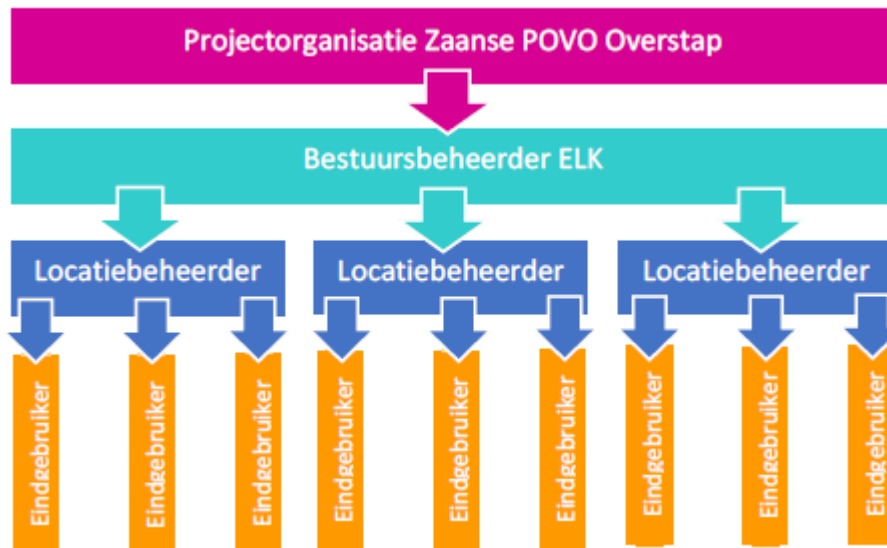 Projectorganisatie Zaanse POVO Overstap
Bestuursbeheerder ELK
Locatiebeheerder
Locatiebeheerder
Locatiebeheerder
Eindgebruiker
Eindgebruiker
Eindgebruiker
Eindgebruiker
Eindgebruiker
Eindgebruiker
Eindgebruiker
Eindgebruiker
Eindgebruiker